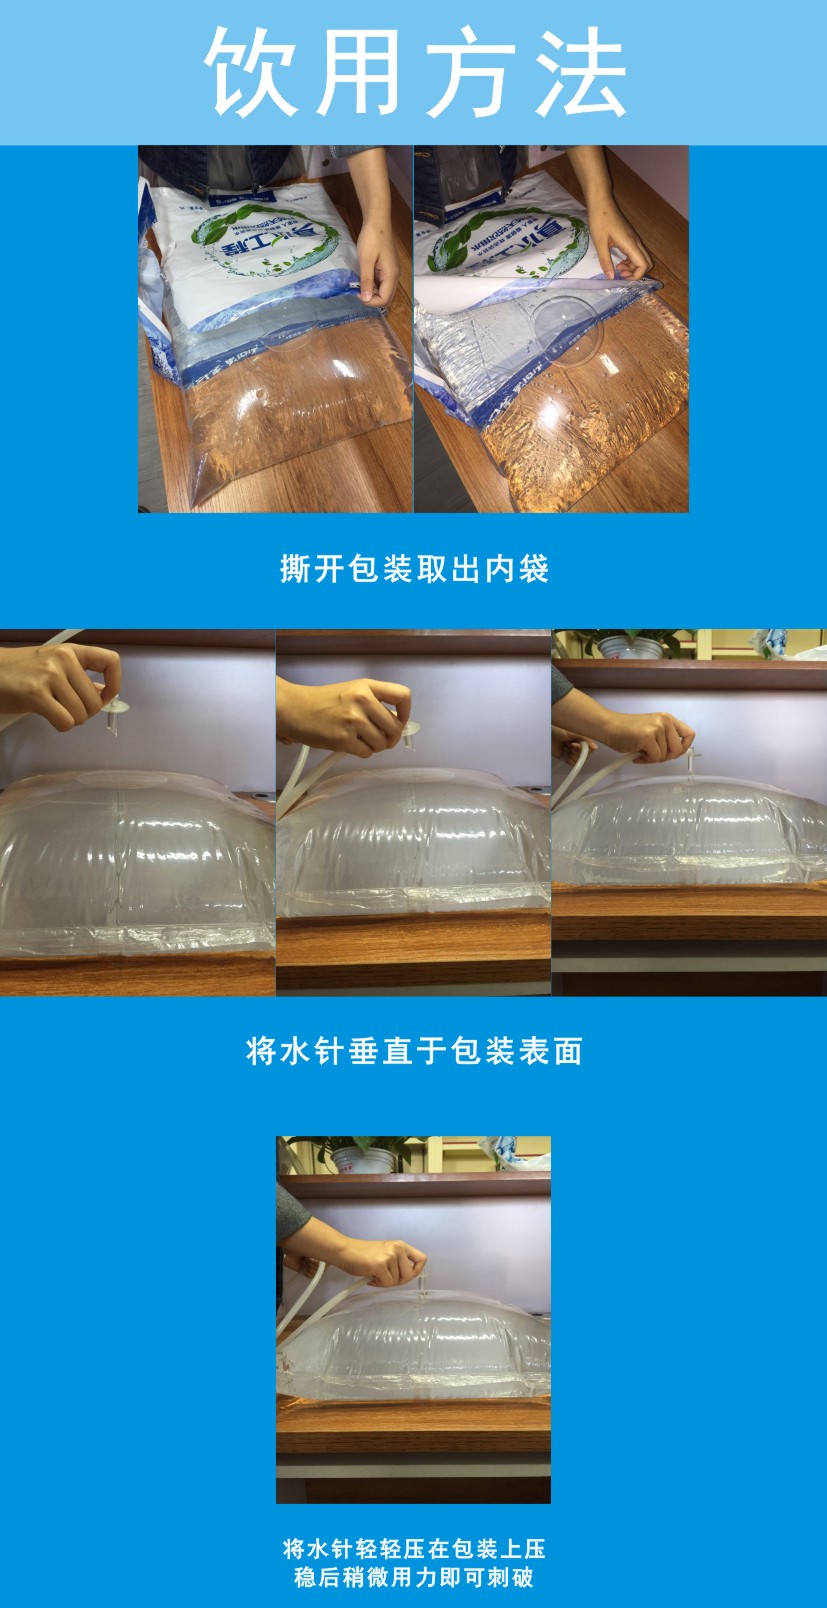 饮用方法
撕开包装取出内袋
将水针垂直于包装表面
将水针轻轻压在包装上压
稳后稍微用力即可刺破